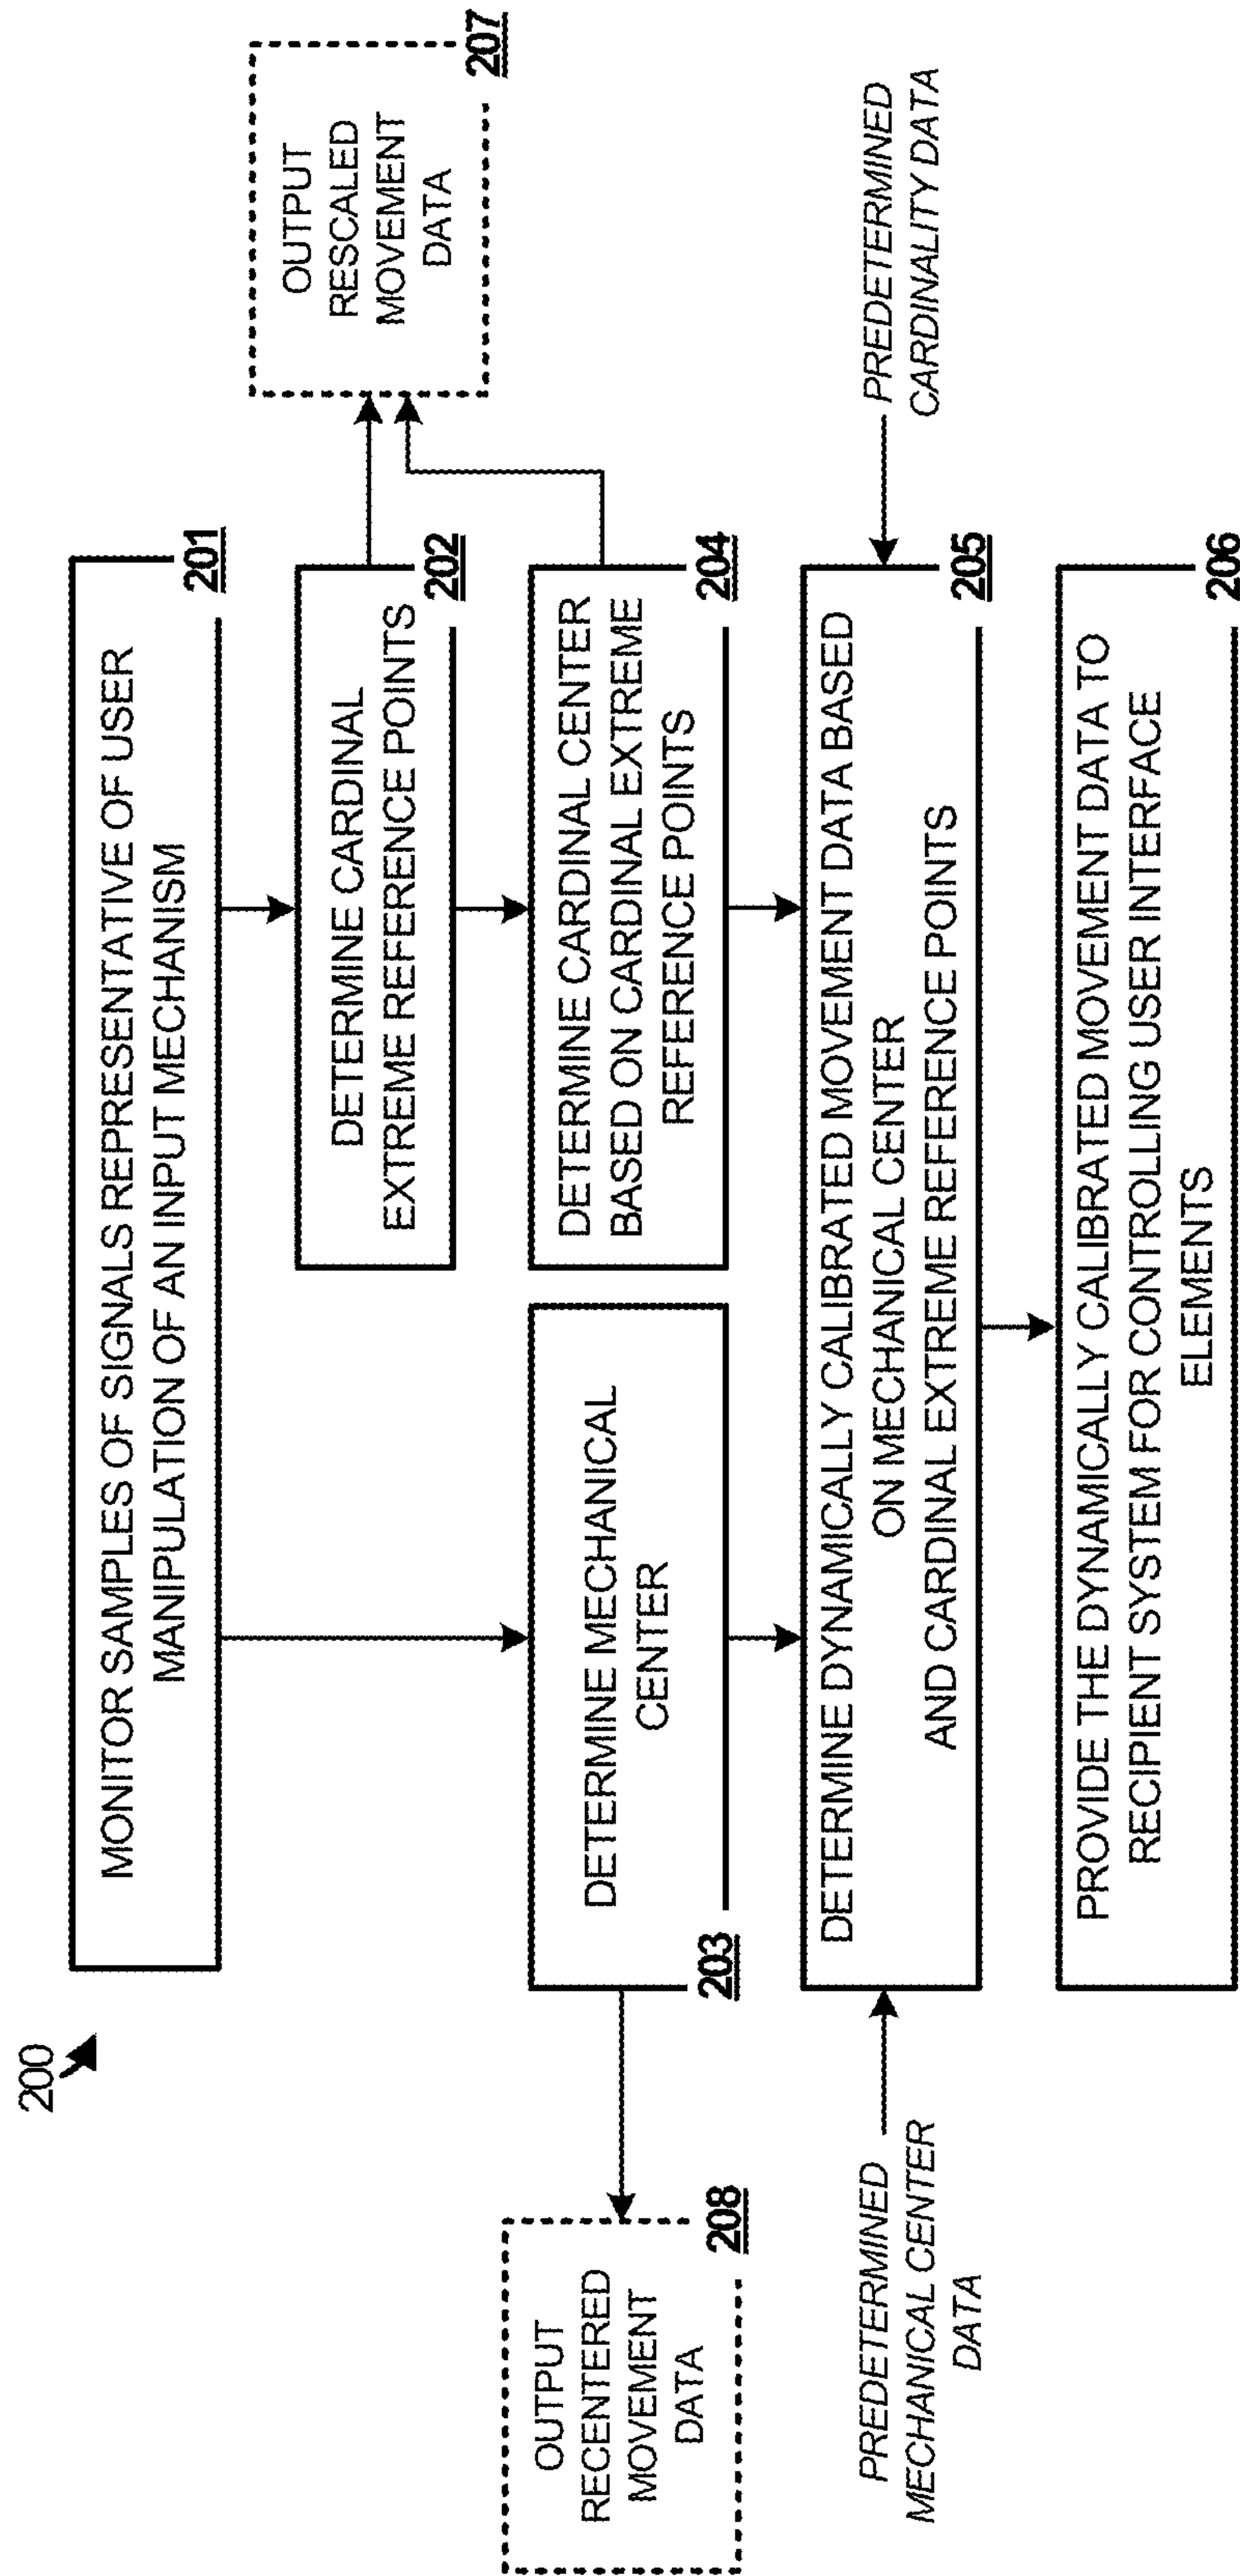 200
MONITOR SAMPLES OF SIGNALS REPRESENTATIVE OF USER
MANIPULATION OF AN INPUT MECHANISM
201
DETERMINE CARDINAL
EXTREME REFERENCE POINTS
202
OUTPUT
RESCALED
MOVEMENT
DATA
207
DETERMINE MECHANICAL
CENTER
203
DETERMINE CARDINAL CENTER
BASED ON CARDINAL EXTREME
REFERENCE POINTS
204
OUTPUT
RECENTERED
MOVEMENT
DATA
208
PREDETERMINED
MECHANICAL CENTER
DATA
DETERMINE DYNAMICALLY CALIBRATED MOVEMENT DATA BASED
ON MECHANICAL CENTER
AND CARDINAL EXTREME REFERENCE POINTS
205
PREDETERMINED
CARDINALITY DATA
PROVIDE THE DYNAMICALLY CALIBRATED MOVEMENT DATA TO
RECIPIENT SYSTEM FOR CONTROLLING USER INTERFACE
ELEMENTS
206